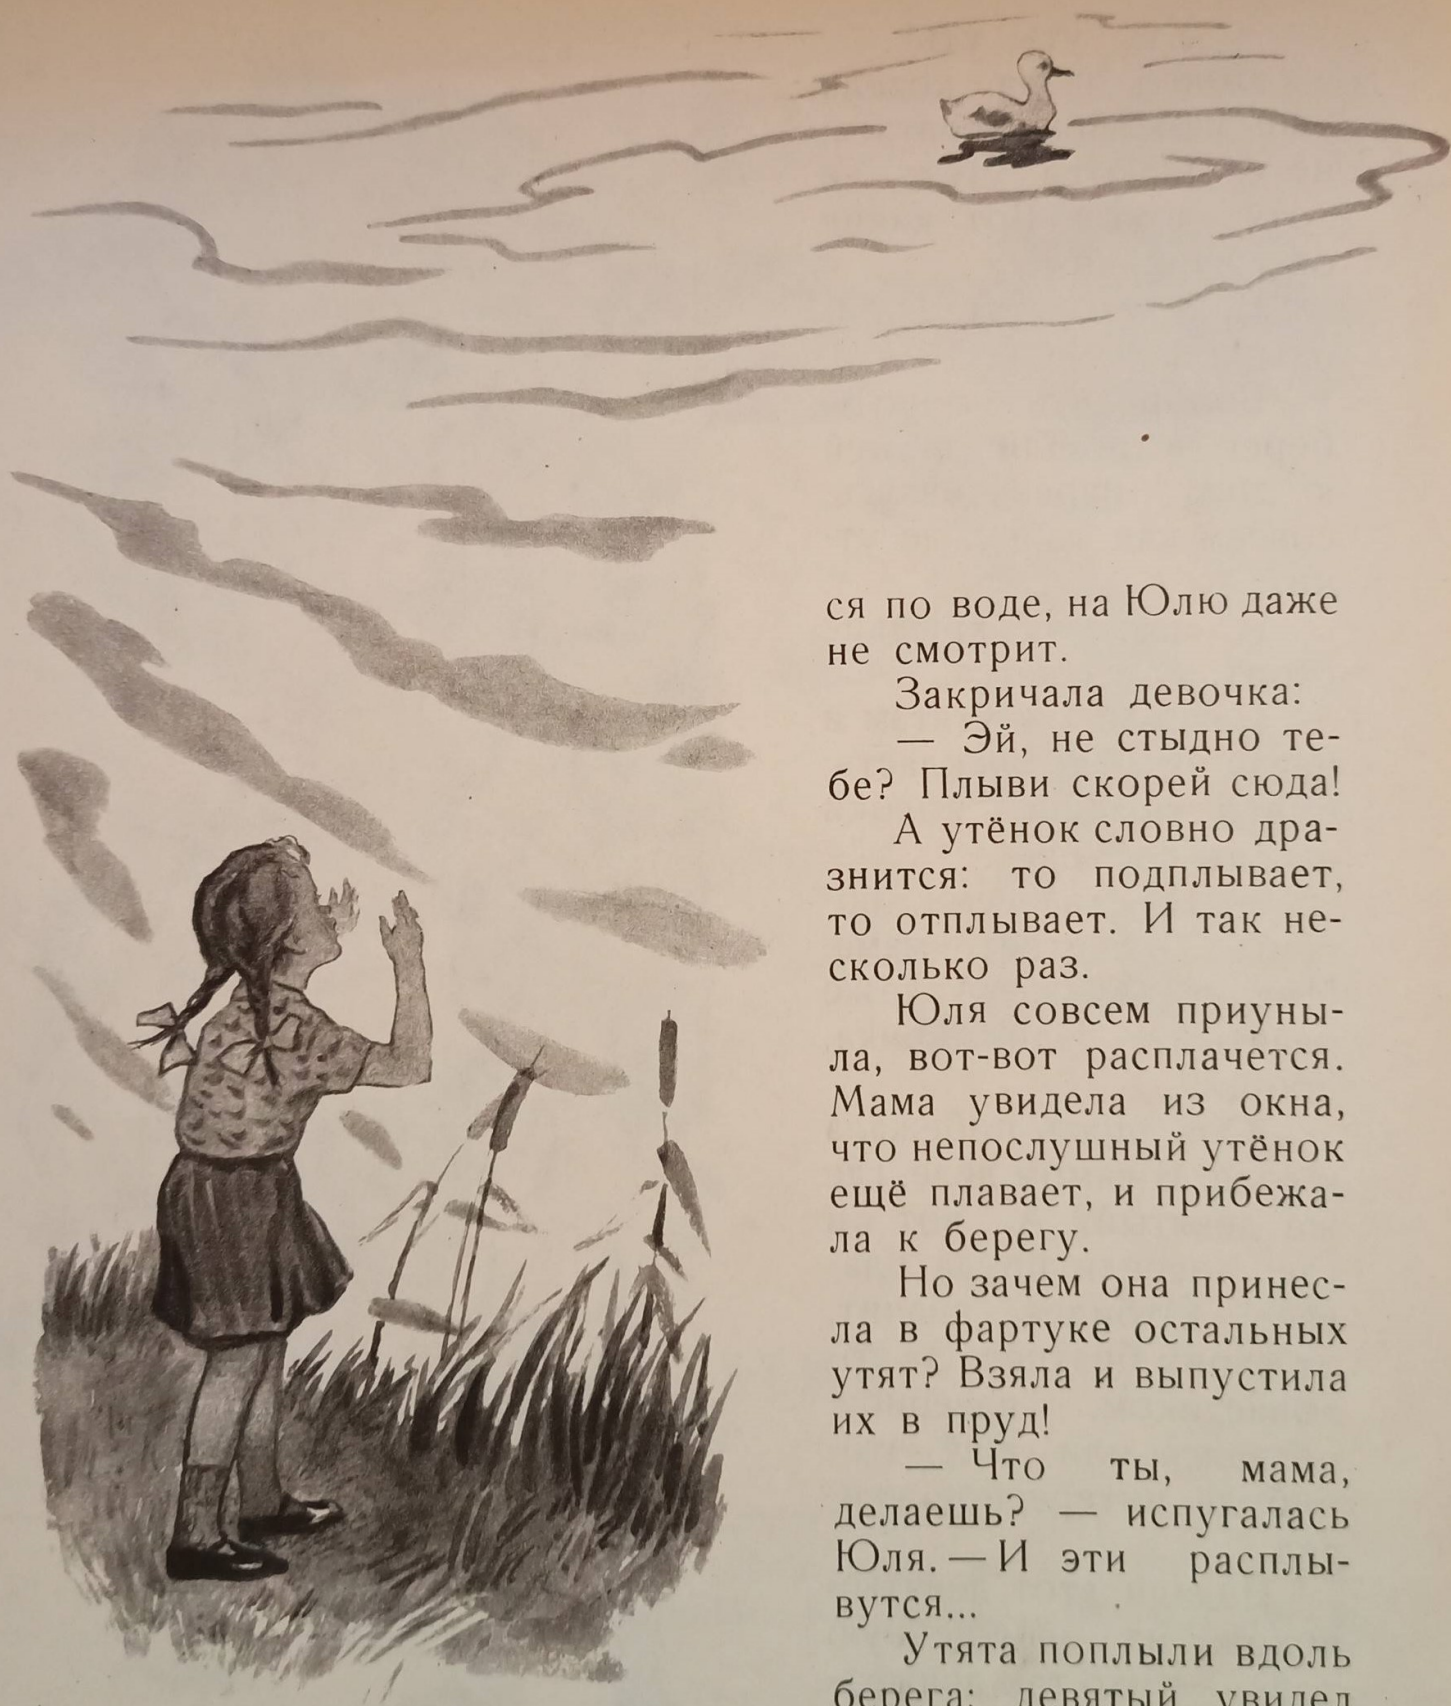 ся по воде, на Юлю даже
не смотрит.
Закричала девочка:
— Эй, не стыдно те-
бе? Плыви скорей сюда!
А утёнок словно дра-
знится: то подплывает,
то отплывает. И так не-
сколько раз.
Юля совсем приуны-
ла, вот-вот расплачется.
Мама увидела из окна,
что непослушный утёнок
ещё плавает, и прибежа-
ла к берегу.
Но зачем она принес-
ла в фартуке остальных
утят? Взяла и выпустила
их в пруд!
— Что ты, мама,
делаешь? — испугалась
Юля. — И эти расплы-
вутся...
Утята поплыли вдоль
берега: девятый увидел